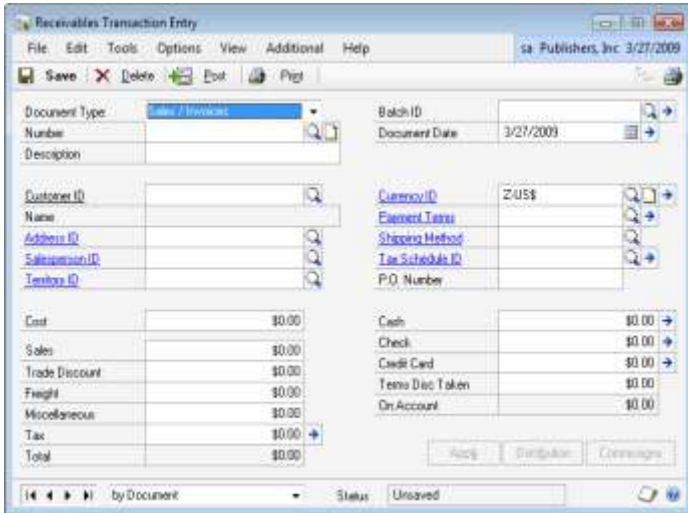 Receivables Transaction Entry
File Edit Tools Options View Additional Help sa Publishers, Inc 3/27/2009
Save Delete Post Print
Document Type: Sales / Invoices Batch ID
Number Document Date 3/27/2009
Description
Customer ID Currency ID Z-US$
Name Payment Terms
Address ID Shipping Method
Salesperson ID Tax Schedule ID
Territory ID P.O. Number
Cost $0.00 Cash $0.00
Sales $0.00 Check $0.00
Trade Discount $0.00 Credit Card $0.00
Freight $0.00 Terms Disc Taken $0.00
Miscellaneous $0.00 On Account $0.00
Tax $0.00
Total $0.00 Apply Distribution Commissions
by Document Status Unsaved